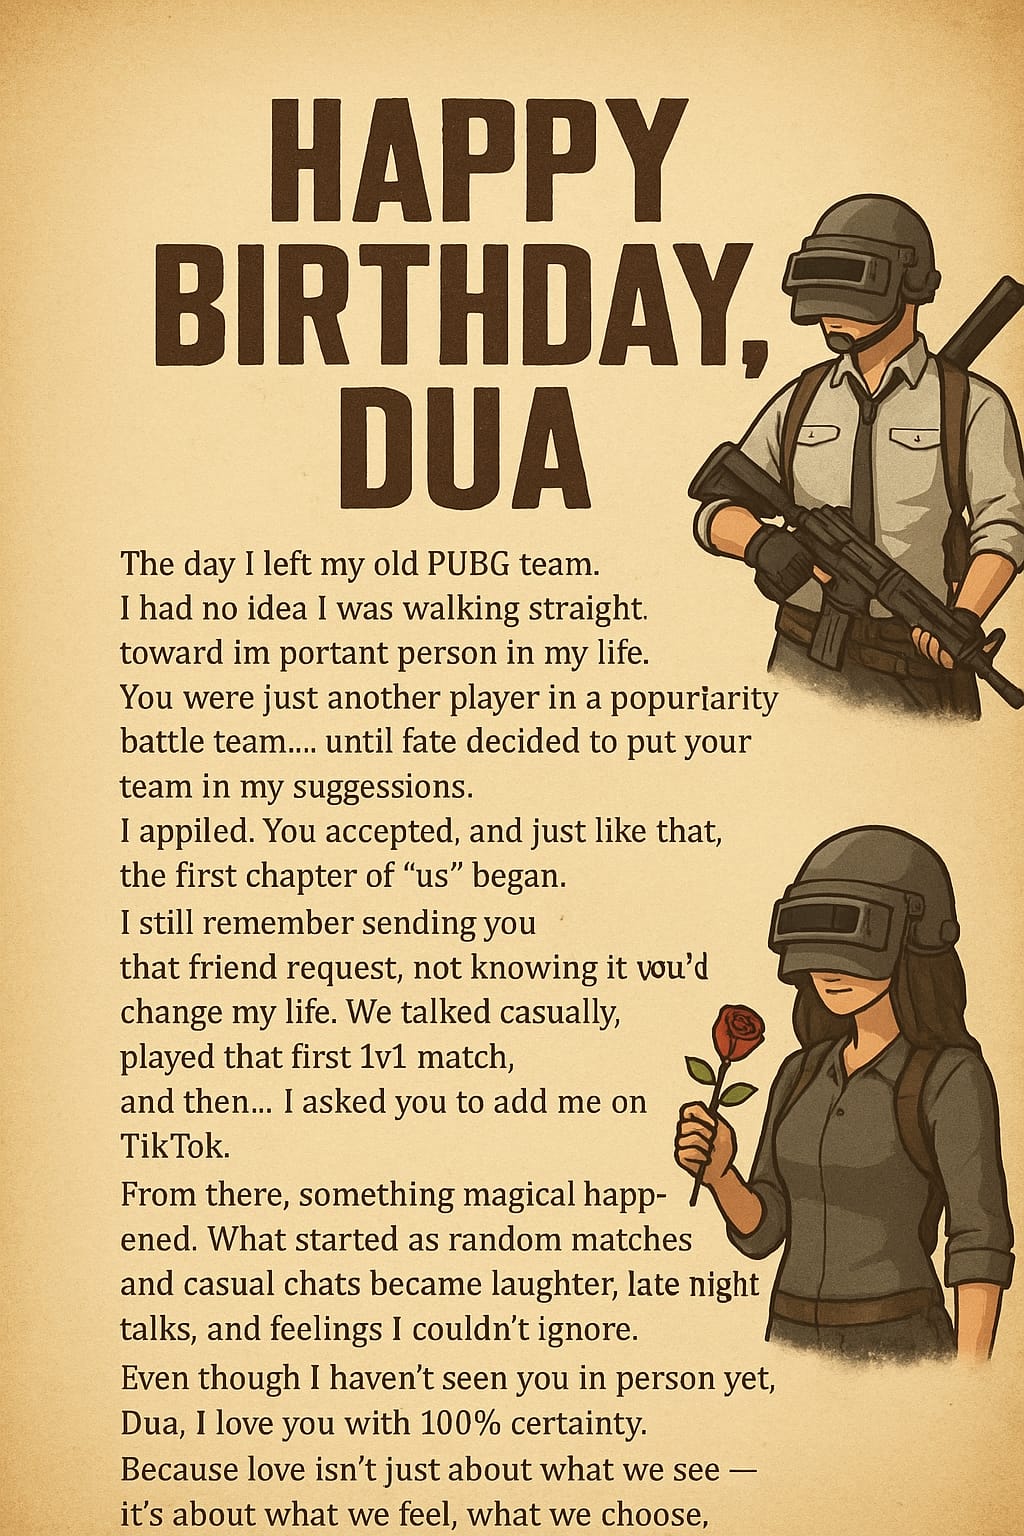 HAPPY
BIRTHDAY,
DUA
The day I left my old PUBG team.
I had no idea I was walking straight.
toward im portant person in my life.
You were just another player in a popuriarity
battle team.... until fate decided to put your
team in my suggessions.
I appiled. You accepted, and just like that,
the first chapter of “us” began.
I still remember sending you
that friend request, not knowing it vou’d
change my life. We talked casually,
played that first 1v1 match,
and then... I asked you to add me on
TikTok.
From there, something magical happ-
ened. What started as random matches
and casual chats became laughter, late night
talks, and feelings I couldn’t ignore.
Even though I haven’t seen you in person yet,
Dua, I love you with 100% certainty.
Because love isn’t just about what we see —
it’s about what we feel, what we choose,